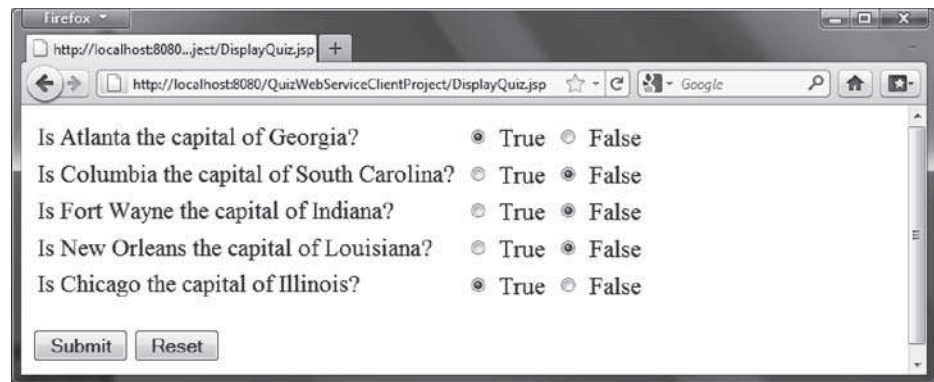 Firefox
http://localhost:8080...ject/DisplayQuiz.jsp +
http://localhost:8080/QuizWebServiceClientProject/DisplayQuiz.jsp Google
Is Atlanta the capital of Georgia? True False
Is Columbia the capital of South Carolina? True False
Is Fort Wayne the capital of Indiana? True False
Is New Orleans the capital of Louisiana? True False
Is Chicago the capital of Illinois? True False
Submit Reset